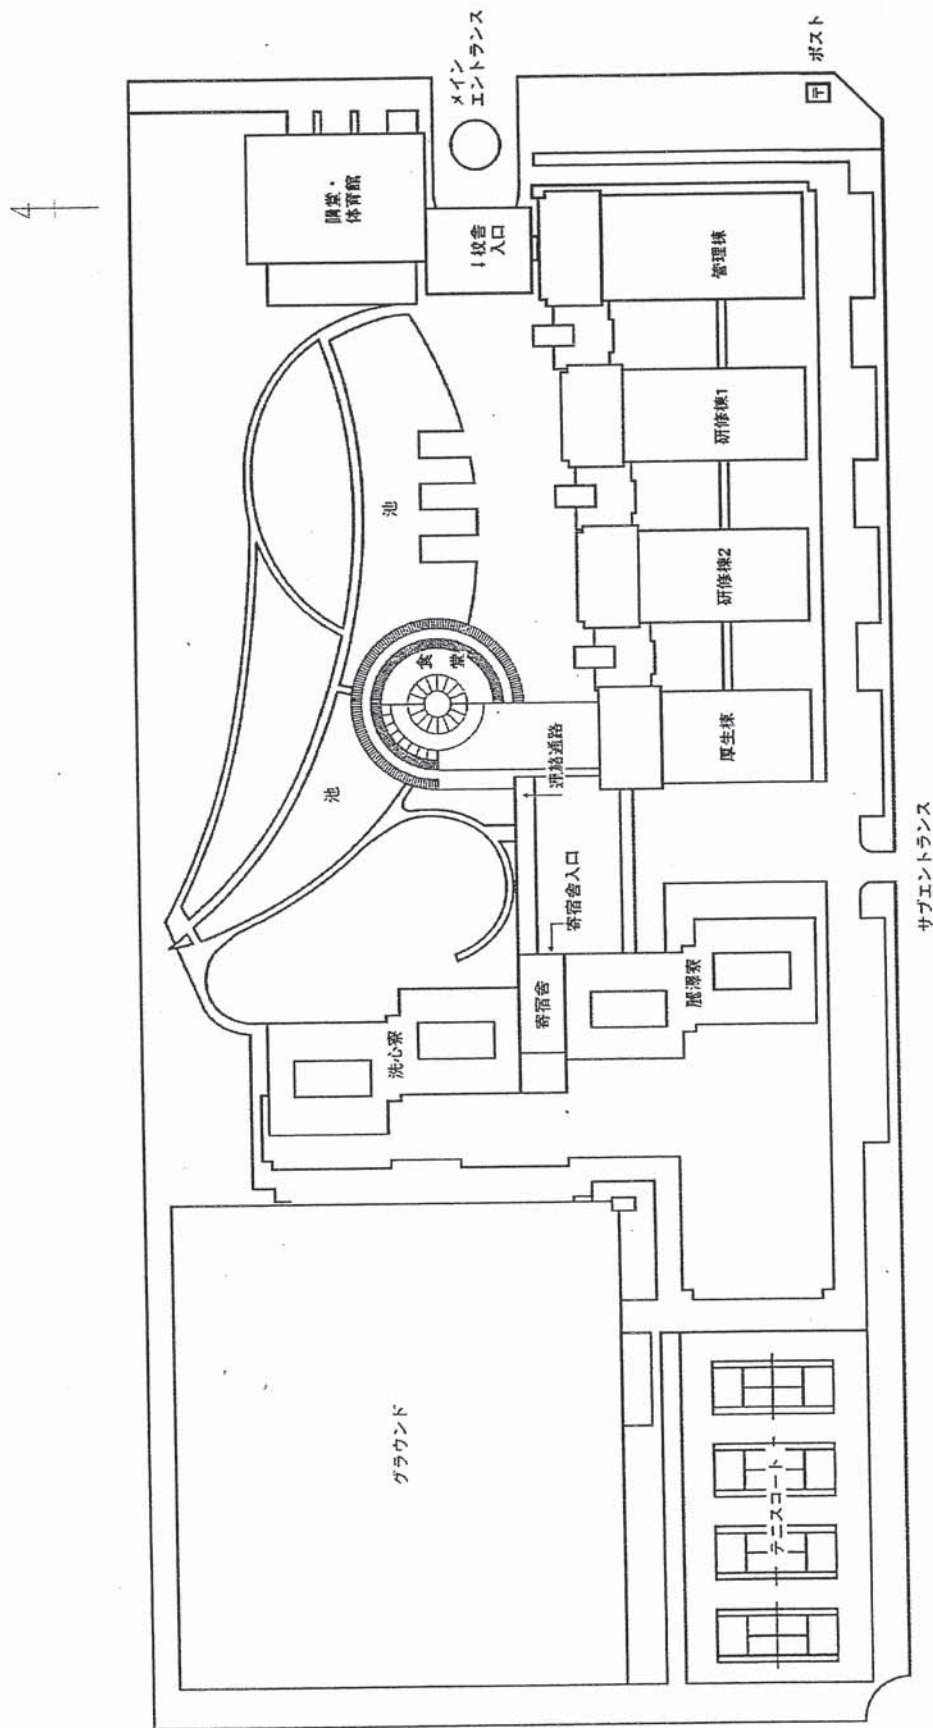 ポスト
〒
メイン
エントランス
講堂・
体育館
↓校舎
入口
管理棟
研修棟1
研修棟2
厚生棟
池
食堂
池
連絡通路
寄宿舎入口
サブエントランス
寄宿舎
麗澤寮
洗心寮
グラウンド
テニスコート